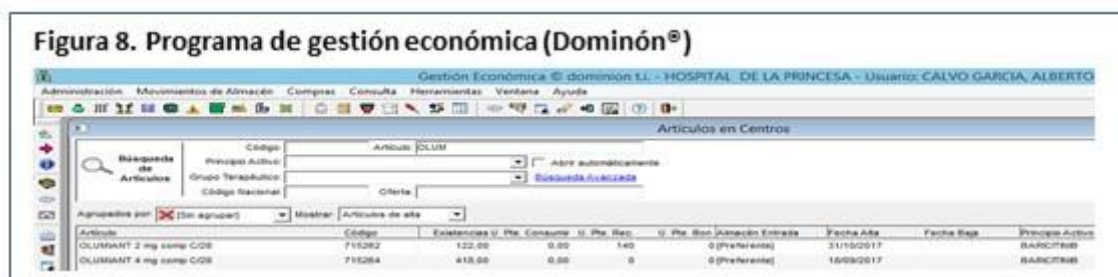 Figura 8. Programa de gestión económica (Dominón®)
Gestión Económica © dominion t.i. - HOSPITAL DE LA PRINCESA - Usuario: CALVO GARCIA, ALBERTO
Administración Movimientos de Almacén Compras Consulta Herramientas Ventana Ayuda
Artículos en Centros
Búsqueda de Artículos
Código: Artículo: OLUM
Principio Activo: Abrir automáticamente
Grupo Terapéutico: Búsqueda Avanzada
Código Nacional: Oferta:
Agrupados por: (Sin agrupar) Mostrar: Artículos de alta
Artículo Código Existencias U. Pte. Consumir U. Pte. Rec. U. Pte. Bon. Almacén Entrada Fecha Alta Fecha Baja Principio Activo
OLUMIANT 2 mg comp C/28 715282 122,00 0,00 140 0 [Preferente] 31/10/2017 BARICITINIB
OLUMIANT 4 mg comp C/28 715284 418,00 0,00 0 0 [Preferente] 18/09/2017 BARICITINIB